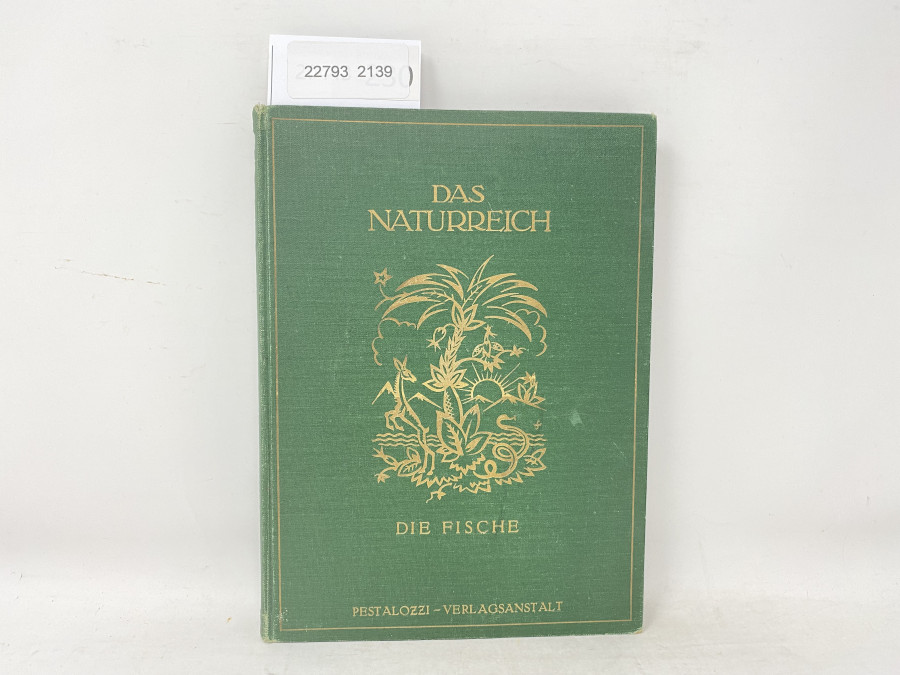 22793 2139
DAS
NATURREICH
DIE FISCHE
PESTALOZZI - VERLAGSANSTALT